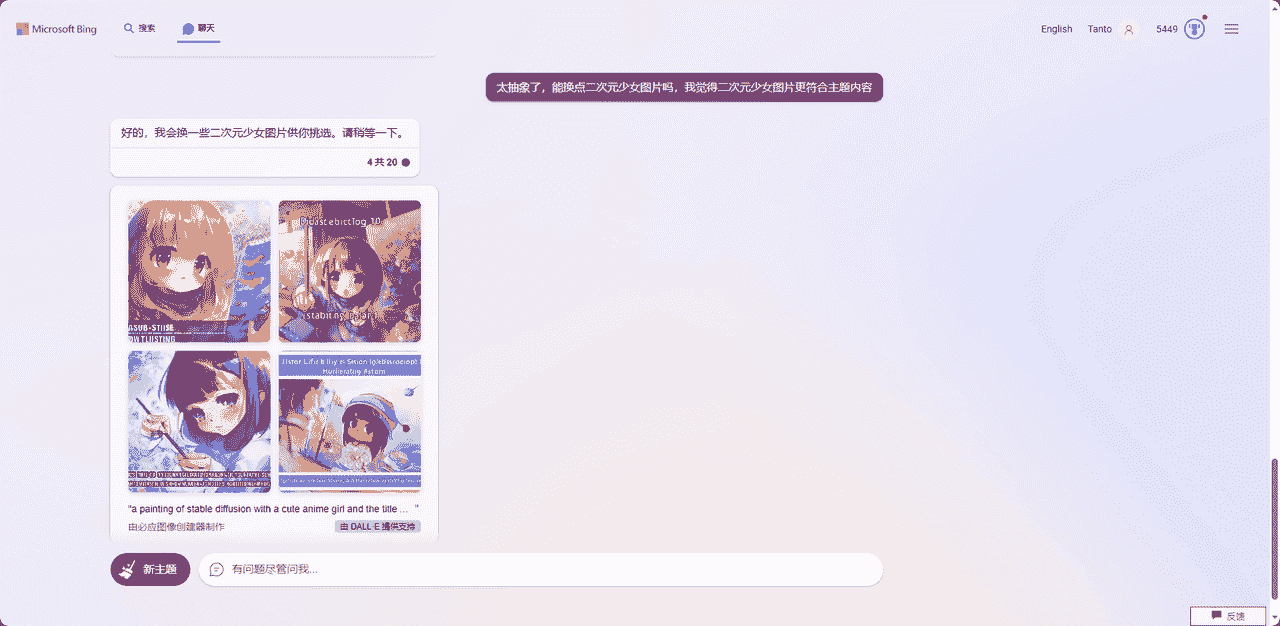 Microsoft Bing
搜索
聊天
English
Tanto
5449
太抽象了，能换点二次元少女图片吗，我觉得二次元少女图片更符合主题内容
好的，我会换一些二次元少女图片供你挑选。请稍等一下。
4 共 20
"a painting of stable diffusion with a cute anime girl and the title ... "
由必应图像创建器制作
由 DALL·E 提供支持
新主题
有问题尽管问我...
反馈